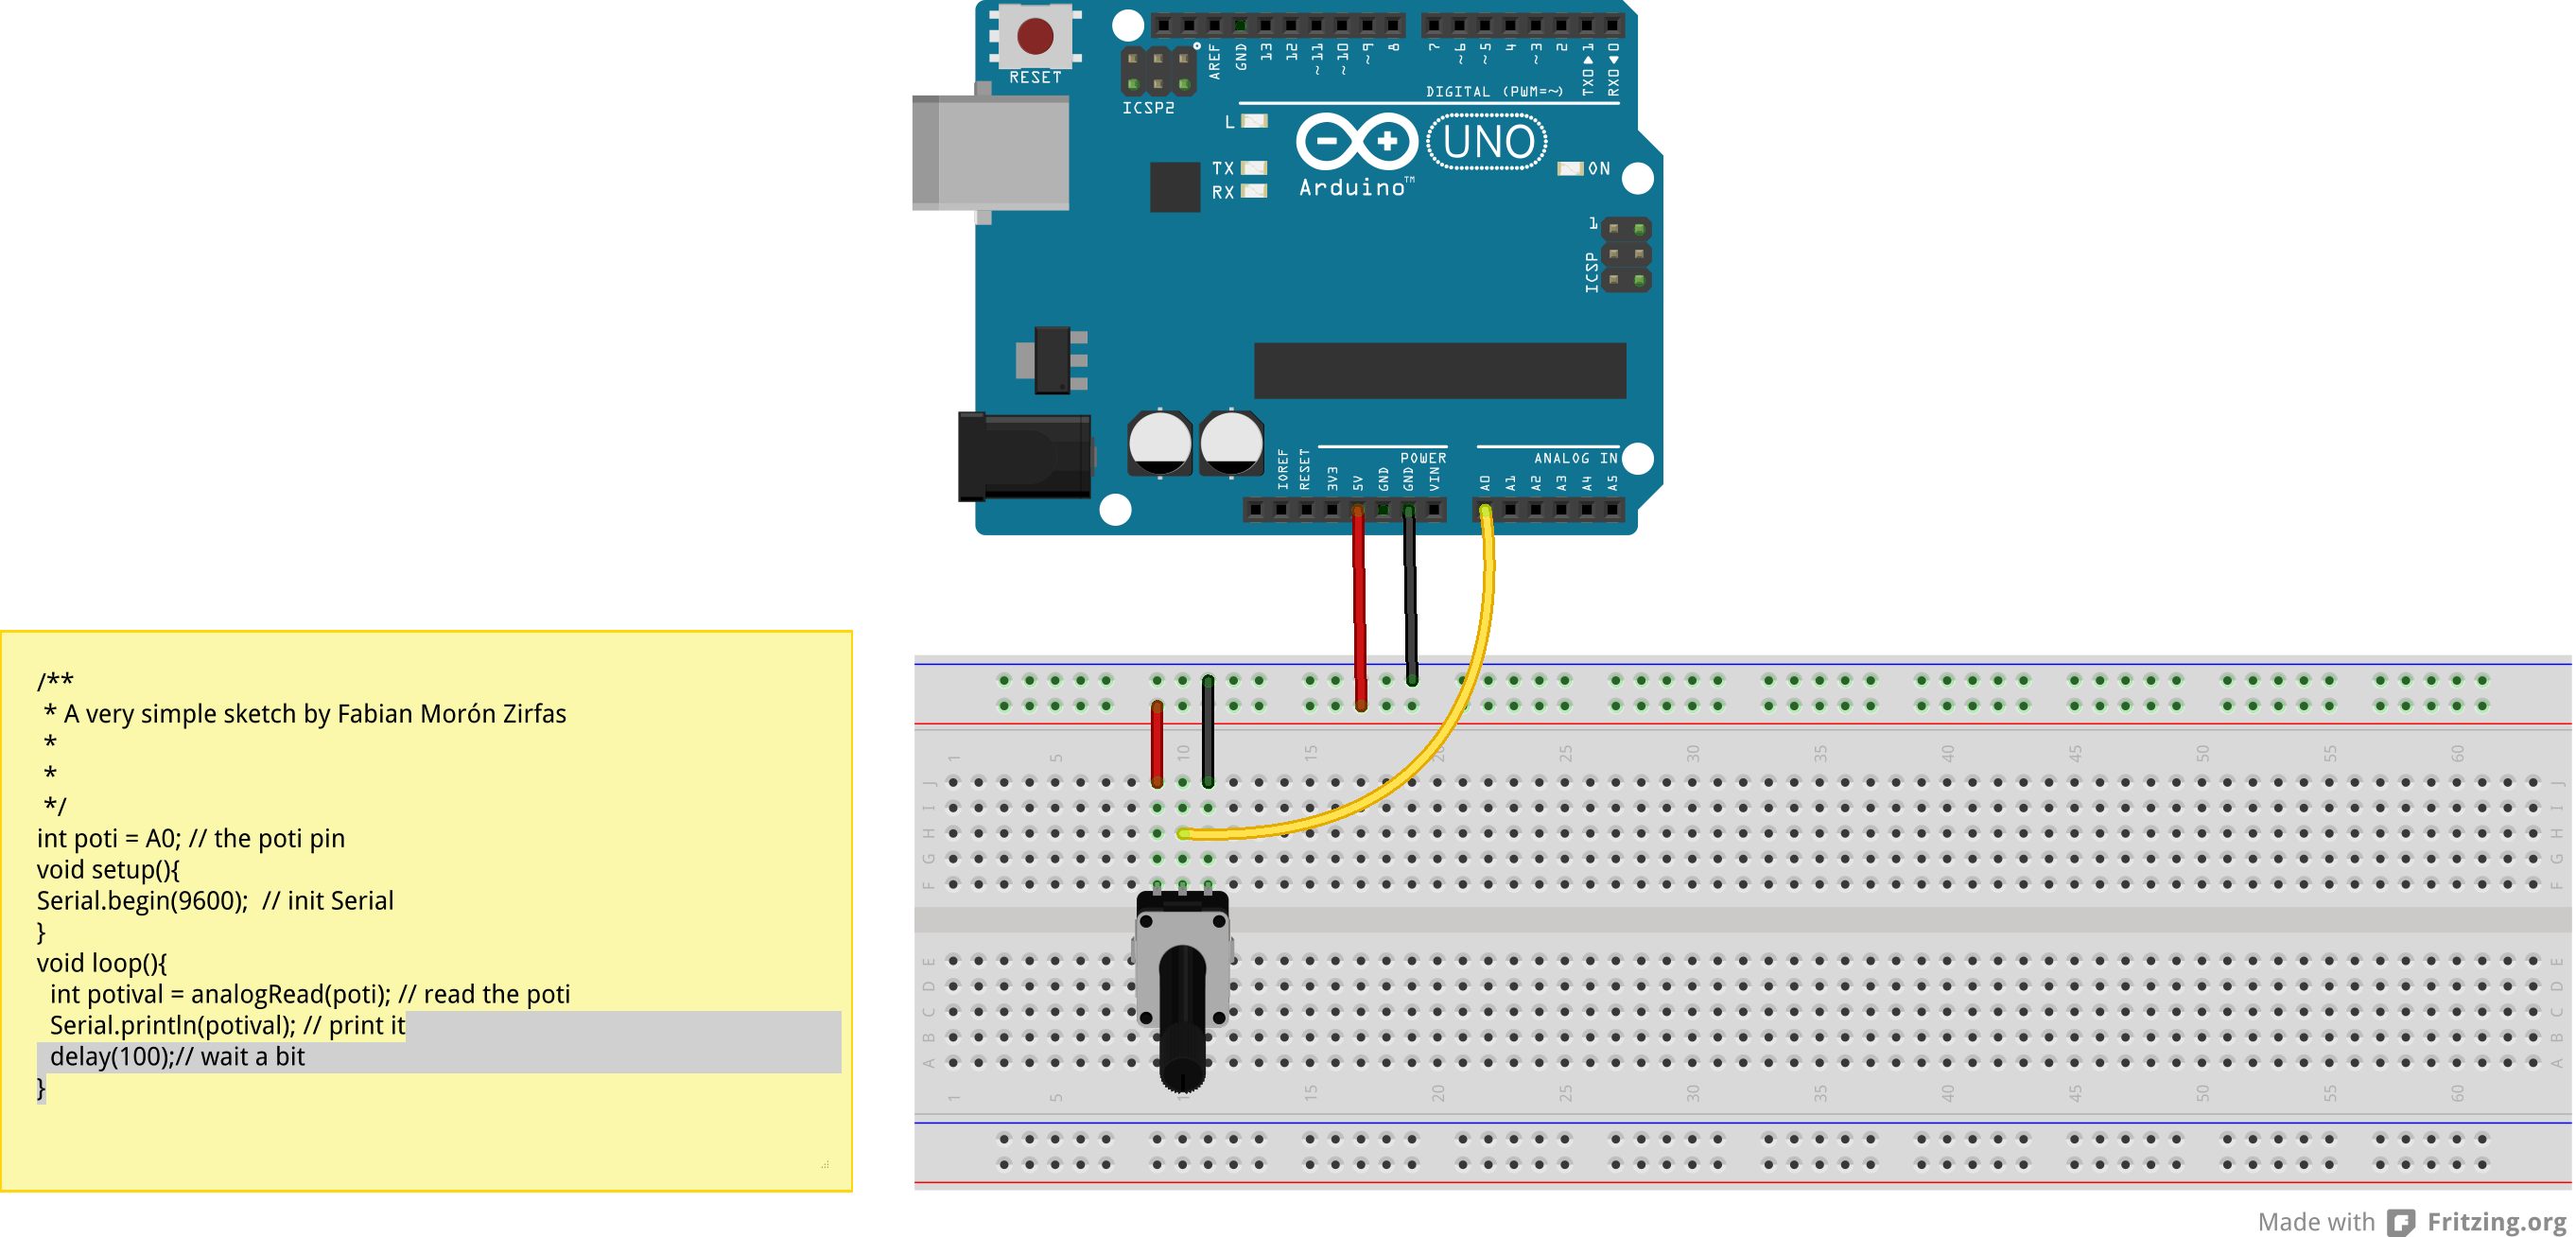 RESET
ICSP2
AREF
GND
13
12
~11
~10
~9
8
7
~6
~5
4
~3
2
TX0▶1
RX0◀0
DIGITAL (PWM=~)
L
TX
RX
Arduino™
UNO
ON
1
ICSP
POWER
ANALOG IN
IOREF
RESET
3V3
5V
GND
GND
VIN
A0
A1
A2
A3
A4
A5
/**
* A very simple sketch by Fabian Morón Zirfas
*
*
*/
int poti = A0; // the poti pin
void setup(){
Serial.begin(9600);  // init Serial
}
void loop(){
int potival = analogRead(poti); // read the poti
Serial.println(potival); // print it
delay(100);// wait a bit
}
1 5 10 15 20 25 30 35 40 45 50 55 60
J J
I I
H H
G G
F F
E E
D D
C C
B B
A A
1 5 15 20 25 30 35 40 45 50 55 60
Made with Fritzing.org